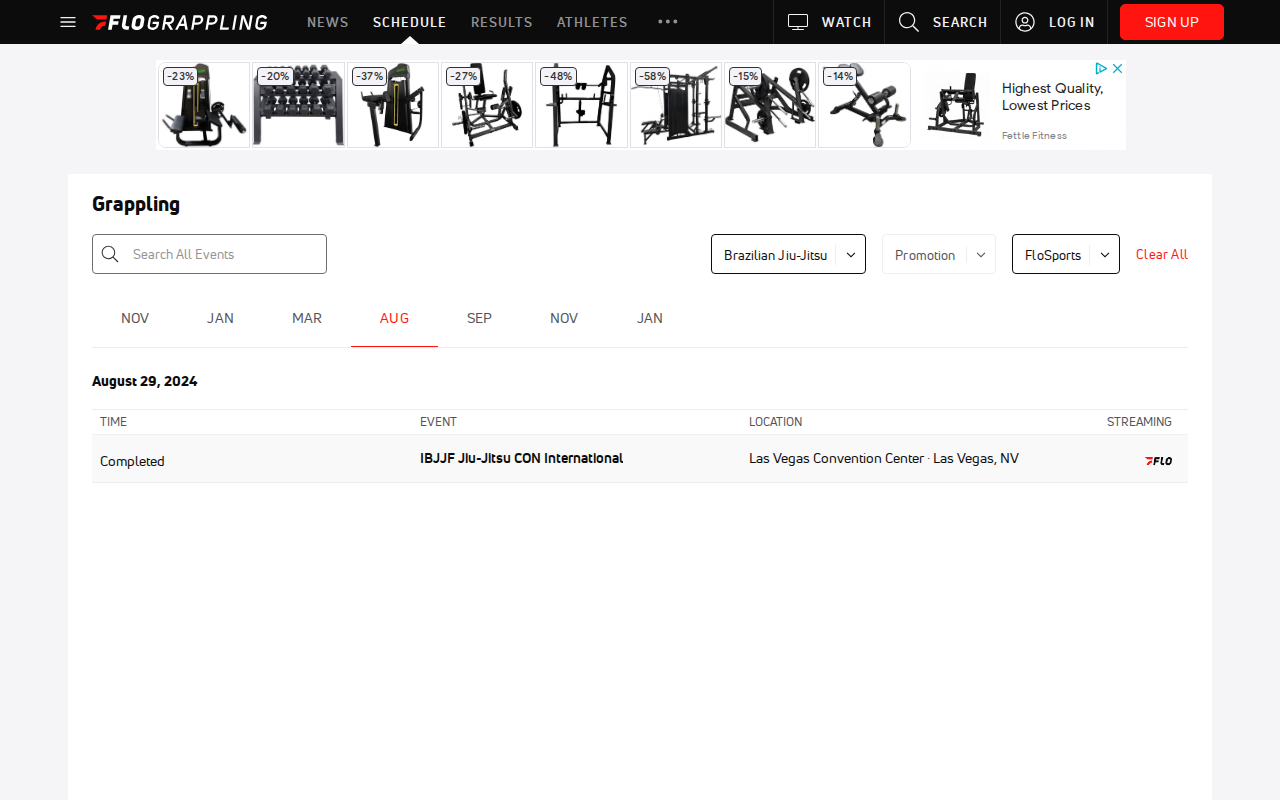 FLOGRAPPLING NEWS SCHEDULE RESULTS ATHLETES WATCH SEARCH LOG IN SIGN UP
-23% -20% -37% -27% -48% -58% -15% -14%
Highest Quality,
Lowest Prices
Fettle Fitness
Grappling
Search All Events Brazilian Jiu-Jitsu Promotion FloSports Clear All
NOV JAN MAR AUG SEP NOV JAN
August 29, 2024
TIME EVENT LOCATION STREAMING
Completed IBJJF Jiu-Jitsu CON International Las Vegas Convention Center · Las Vegas, NV FLO